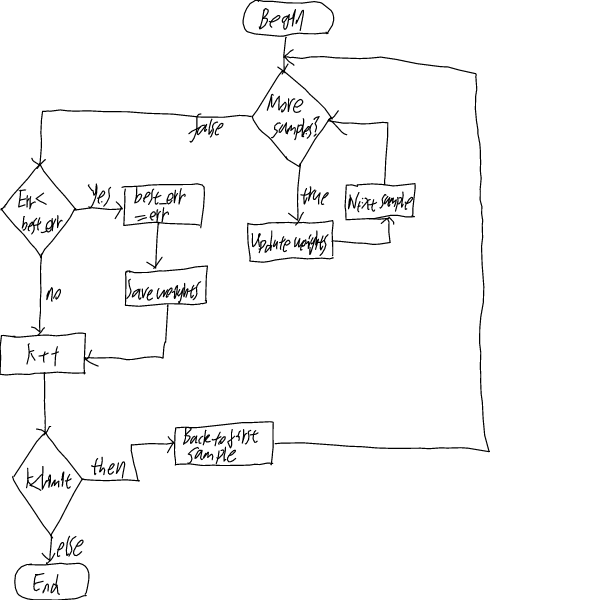 Begin
More
samples?
false
true
Next sample
Update weights
Err<
best_err
yes
best_err
=err
no
Save weights
k++
k<limit
then
Back to first
sample
else
End